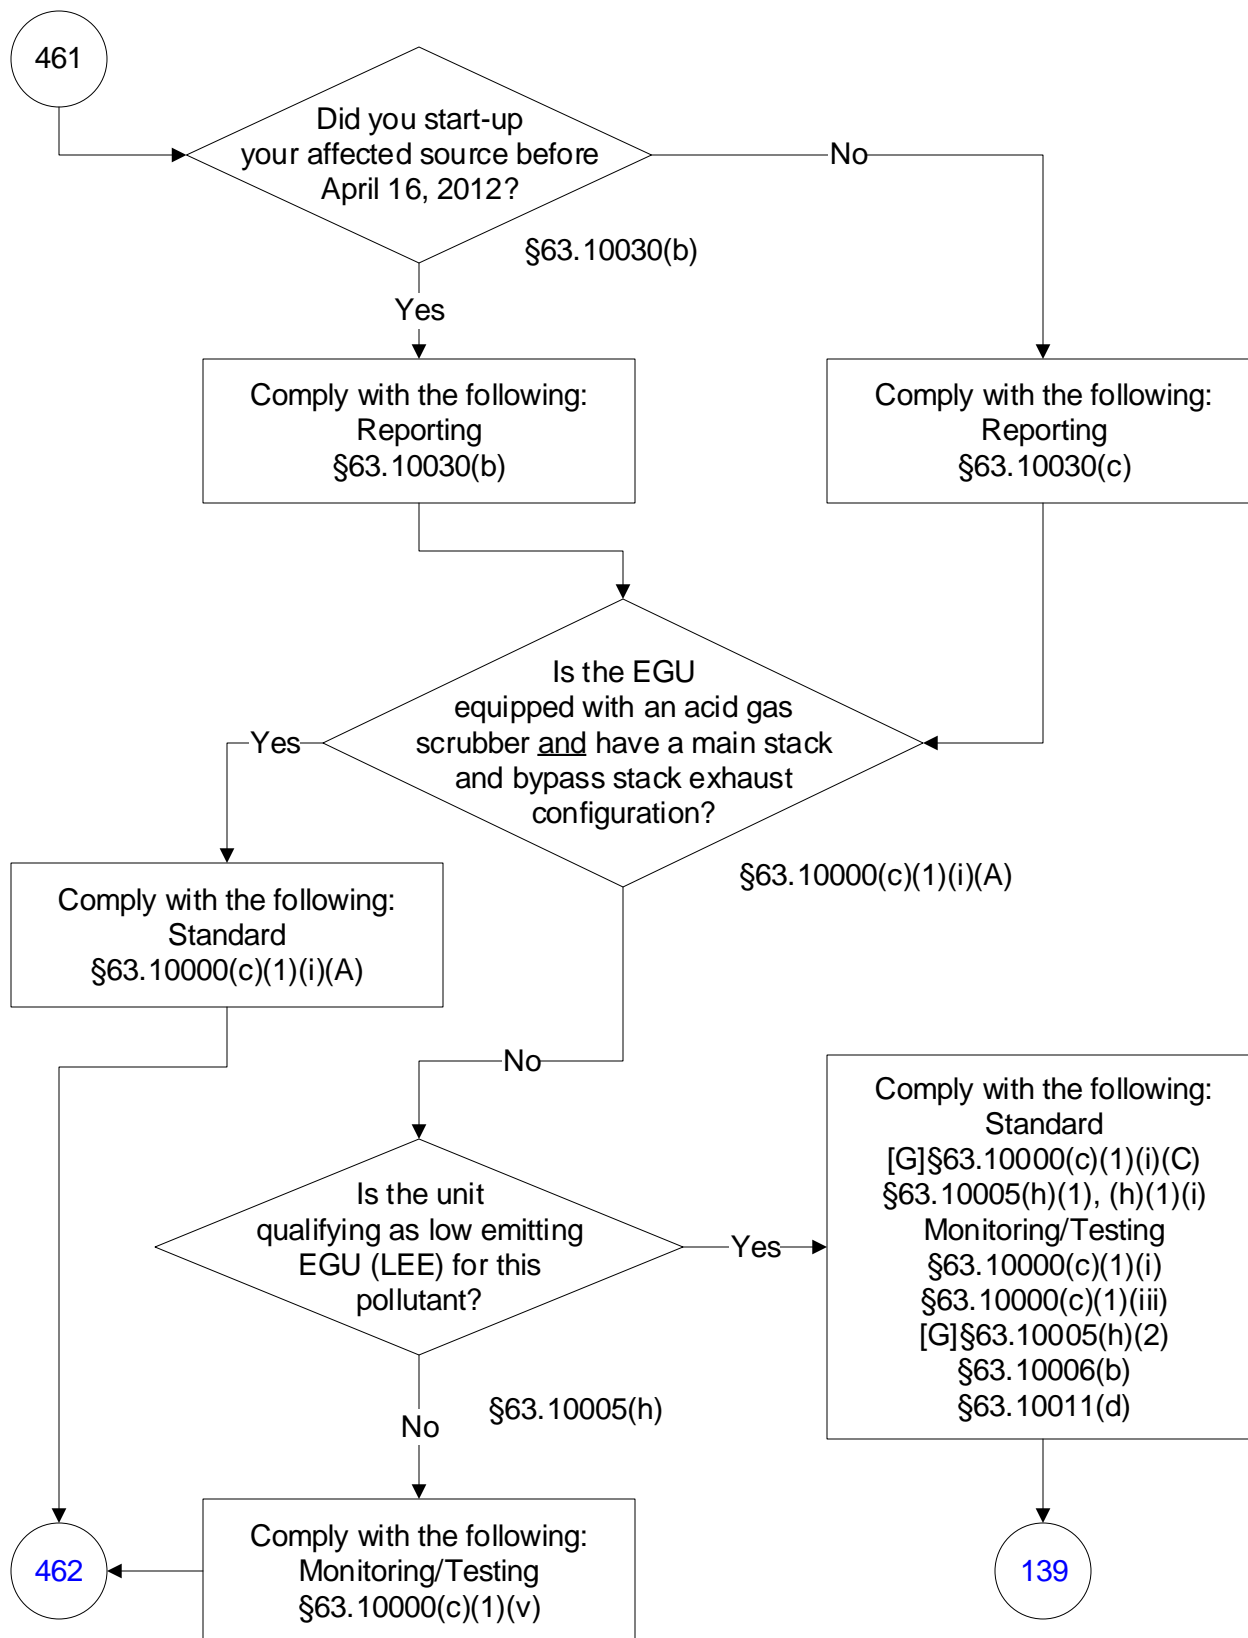 461
Did you start-up
your affected source before
April 16, 2012?
No
§63.10030(b)
Yes
Comply with the following:
Reporting
§63.10030(b)
Comply with the following:
Reporting
§63.10030(c)
Is the EGU
equipped with an acid gas
scrubber and have a main stack
and bypass stack exhaust
configuration?
Yes
§63.10000(c)(1)(i)(A)
Comply with the following:
Standard
§63.10000(c)(1)(i)(A)
No
Is the unit
qualifying as low emitting
EGU (LEE) for this
pollutant?
Yes
Comply with the following:
Standard
[G]§63.10000(c)(1)(i)(C)
§63.10005(h)(1), (h)(1)(i)
Monitoring/Testing
§63.10000(c)(1)(i)
§63.10000(c)(1)(iii)
[G]§63.10005(h)(2)
§63.10006(b)
§63.10011(d)
§63.10005(h)
No
462
Comply with the following:
Monitoring/Testing
§63.10000(c)(1)(v)
139